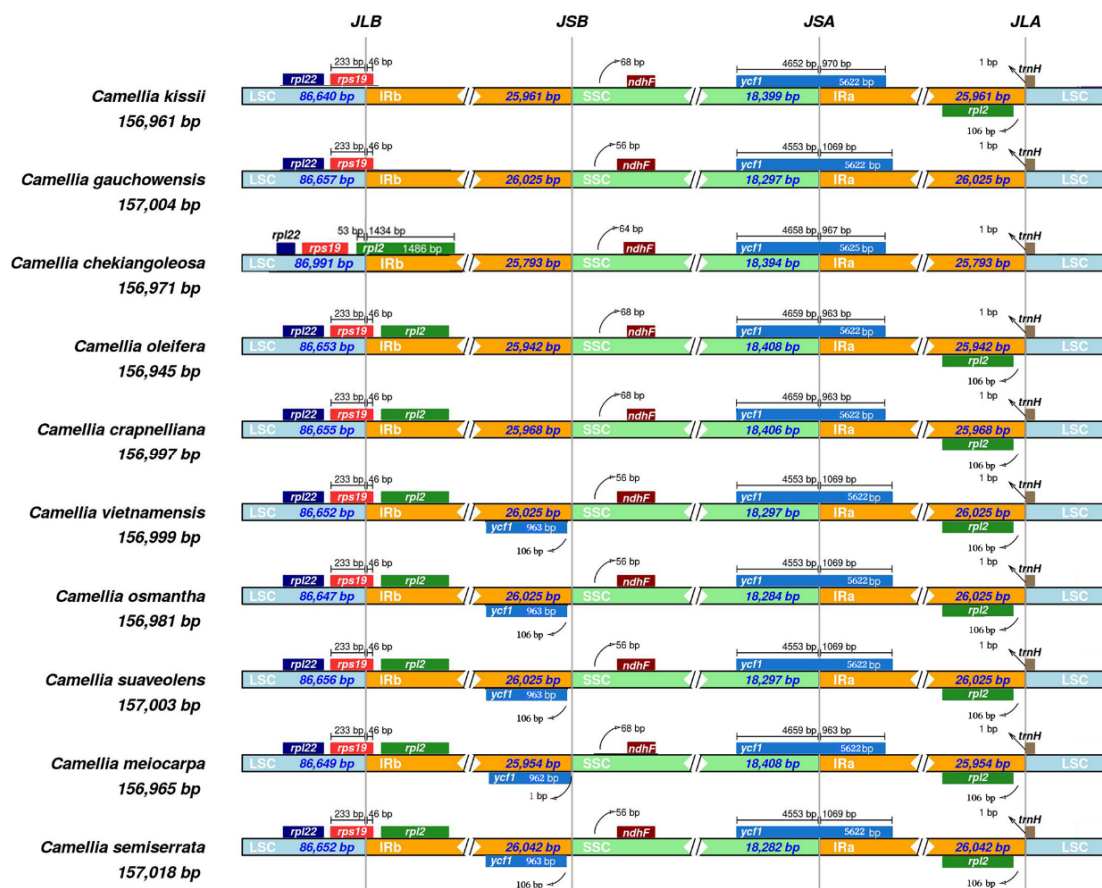 JLB JSB JSA JLA
233 bp 46 bp 68 bp 4652 bp 970 bp 1 bp trnH
rpl22 rps19 ndhF ycf1 5622 bp
Camellia kissii LSC 86,640 bp IRb 25,961 bp SSC 18,399 bp IRa 25,961 bp LSC
156,961 bp rpl2
106 bp
233 bp 46 bp 56 bp 4553 bp 1069 bp 1 bp trnH
rpl22 rps19 ndhF ycf1 5622 bp
Camellia gauchowensis LSC 86,657 bp IRb 26,025 bp SSC 18,297 bp IRa 26,025 bp LSC
157,004 bp
rpl22 53 bp 1434 bp 64 bp 4658 bp 967 bp 1 bp trnH
rps19 rpl2 1486 bp ndhF ycf1 5625 bp
Camellia chekiangoleosa LSC 86,991 bp IRb 25,793 bp SSC 18,394 bp IRa 25,793 bp LSC
156,971 bp
233 bp 46 bp 68 bp 4659 bp 963 bp 1 bp trnH
rpl22 rps19 rpl2 ndhF ycf1 5622 bp
Camellia oleifera LSC 86,653 bp IRb 25,942 bp SSC 18,408 bp IRa 25,942 bp LSC
156,945 bp rpl2
106 bp
233 bp 46 bp 68 bp 4659 bp 963 bp 1 bp trnH
rpl22 rps19 rpl2 ndhF ycf1 5622 bp
Camellia crapnelliana LSC 86,655 bp IRb 25,968 bp SSC 18,406 bp IRa 25,968 bp LSC
156,997 bp rpl2
106 bp
233 bp 46 bp 56 bp 4553 bp 1069 bp 1 bp trnH
rpl22 rps19 rpl2 ndhF ycf1 5622 bp
Camellia vietnamensis LSC 86,652 bp IRb 26,025 bp SSC 18,297 bp IRa 26,025 bp LSC
156,999 bp ycf1 963 bp rpl2
106 bp 106 bp
233 bp 46 bp 56 bp 4553 bp 1069 bp 1 bp trnH
rpl22 rps19 rpl2 ndhF ycf1 5622 bp
Camellia osmantha LSC 86,647 bp IRb 26,025 bp SSC 18,284 bp IRa 26,025 bp LSC
156,981 bp ycf1 963 bp rpl2
106 bp 106 bp
233 bp 46 bp 56 bp 4553 bp 1069 bp 1 bp trnH
rpl22 rps19 rpl2 ndhF ycf1 5622 bp
Camellia suaveolens LSC 86,656 bp IRb 26,025 bp SSC 18,297 bp IRa 26,025 bp LSC
157,003 bp ycf1 963 bp rpl2
106 bp 106 bp
233 bp 46 bp 68 bp 4659 bp 963 bp 1 bp trnH
rpl22 rps19 rpl2 ndhF ycf1 5622 bp
Camellia meiocarpa LSC 86,649 bp IRb 25,954 bp SSC 18,408 bp IRa 25,954 bp LSC
156,965 bp ycf1 962 bp rpl2
1 bp 106 bp
233 bp 46 bp 56 bp 4553 bp 1069 bp 1 bp trnH
rpl22 rps19 rpl2 ndhF ycf1 5622 bp
Camellia semiserrata LSC 86,652 bp IRb 26,042 bp SSC 18,282 bp IRa 26,042 bp LSC
157,018 bp ycf1 963 bp rpl2
106 bp 106 bp